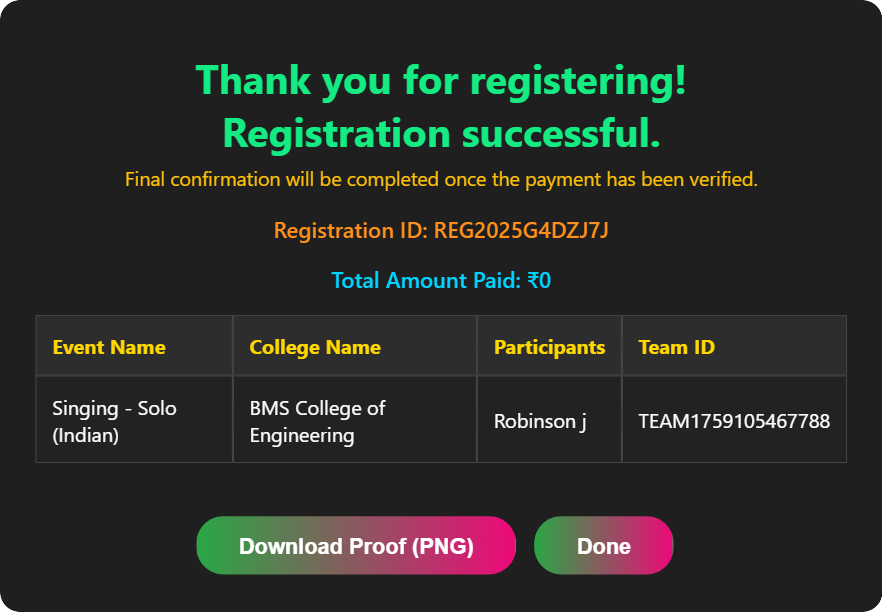 Thank you for registering!
Registration successful.
Final confirmation will be completed once the payment has been verified.
Registration ID: REG2025G4DZJ7J
Total Amount Paid: ₹0
Event Name College Name Participants Team ID
Singing - Solo (Indian) BMS College of Engineering Robinson j TEAM1759105467788
Download Proof (PNG) Done